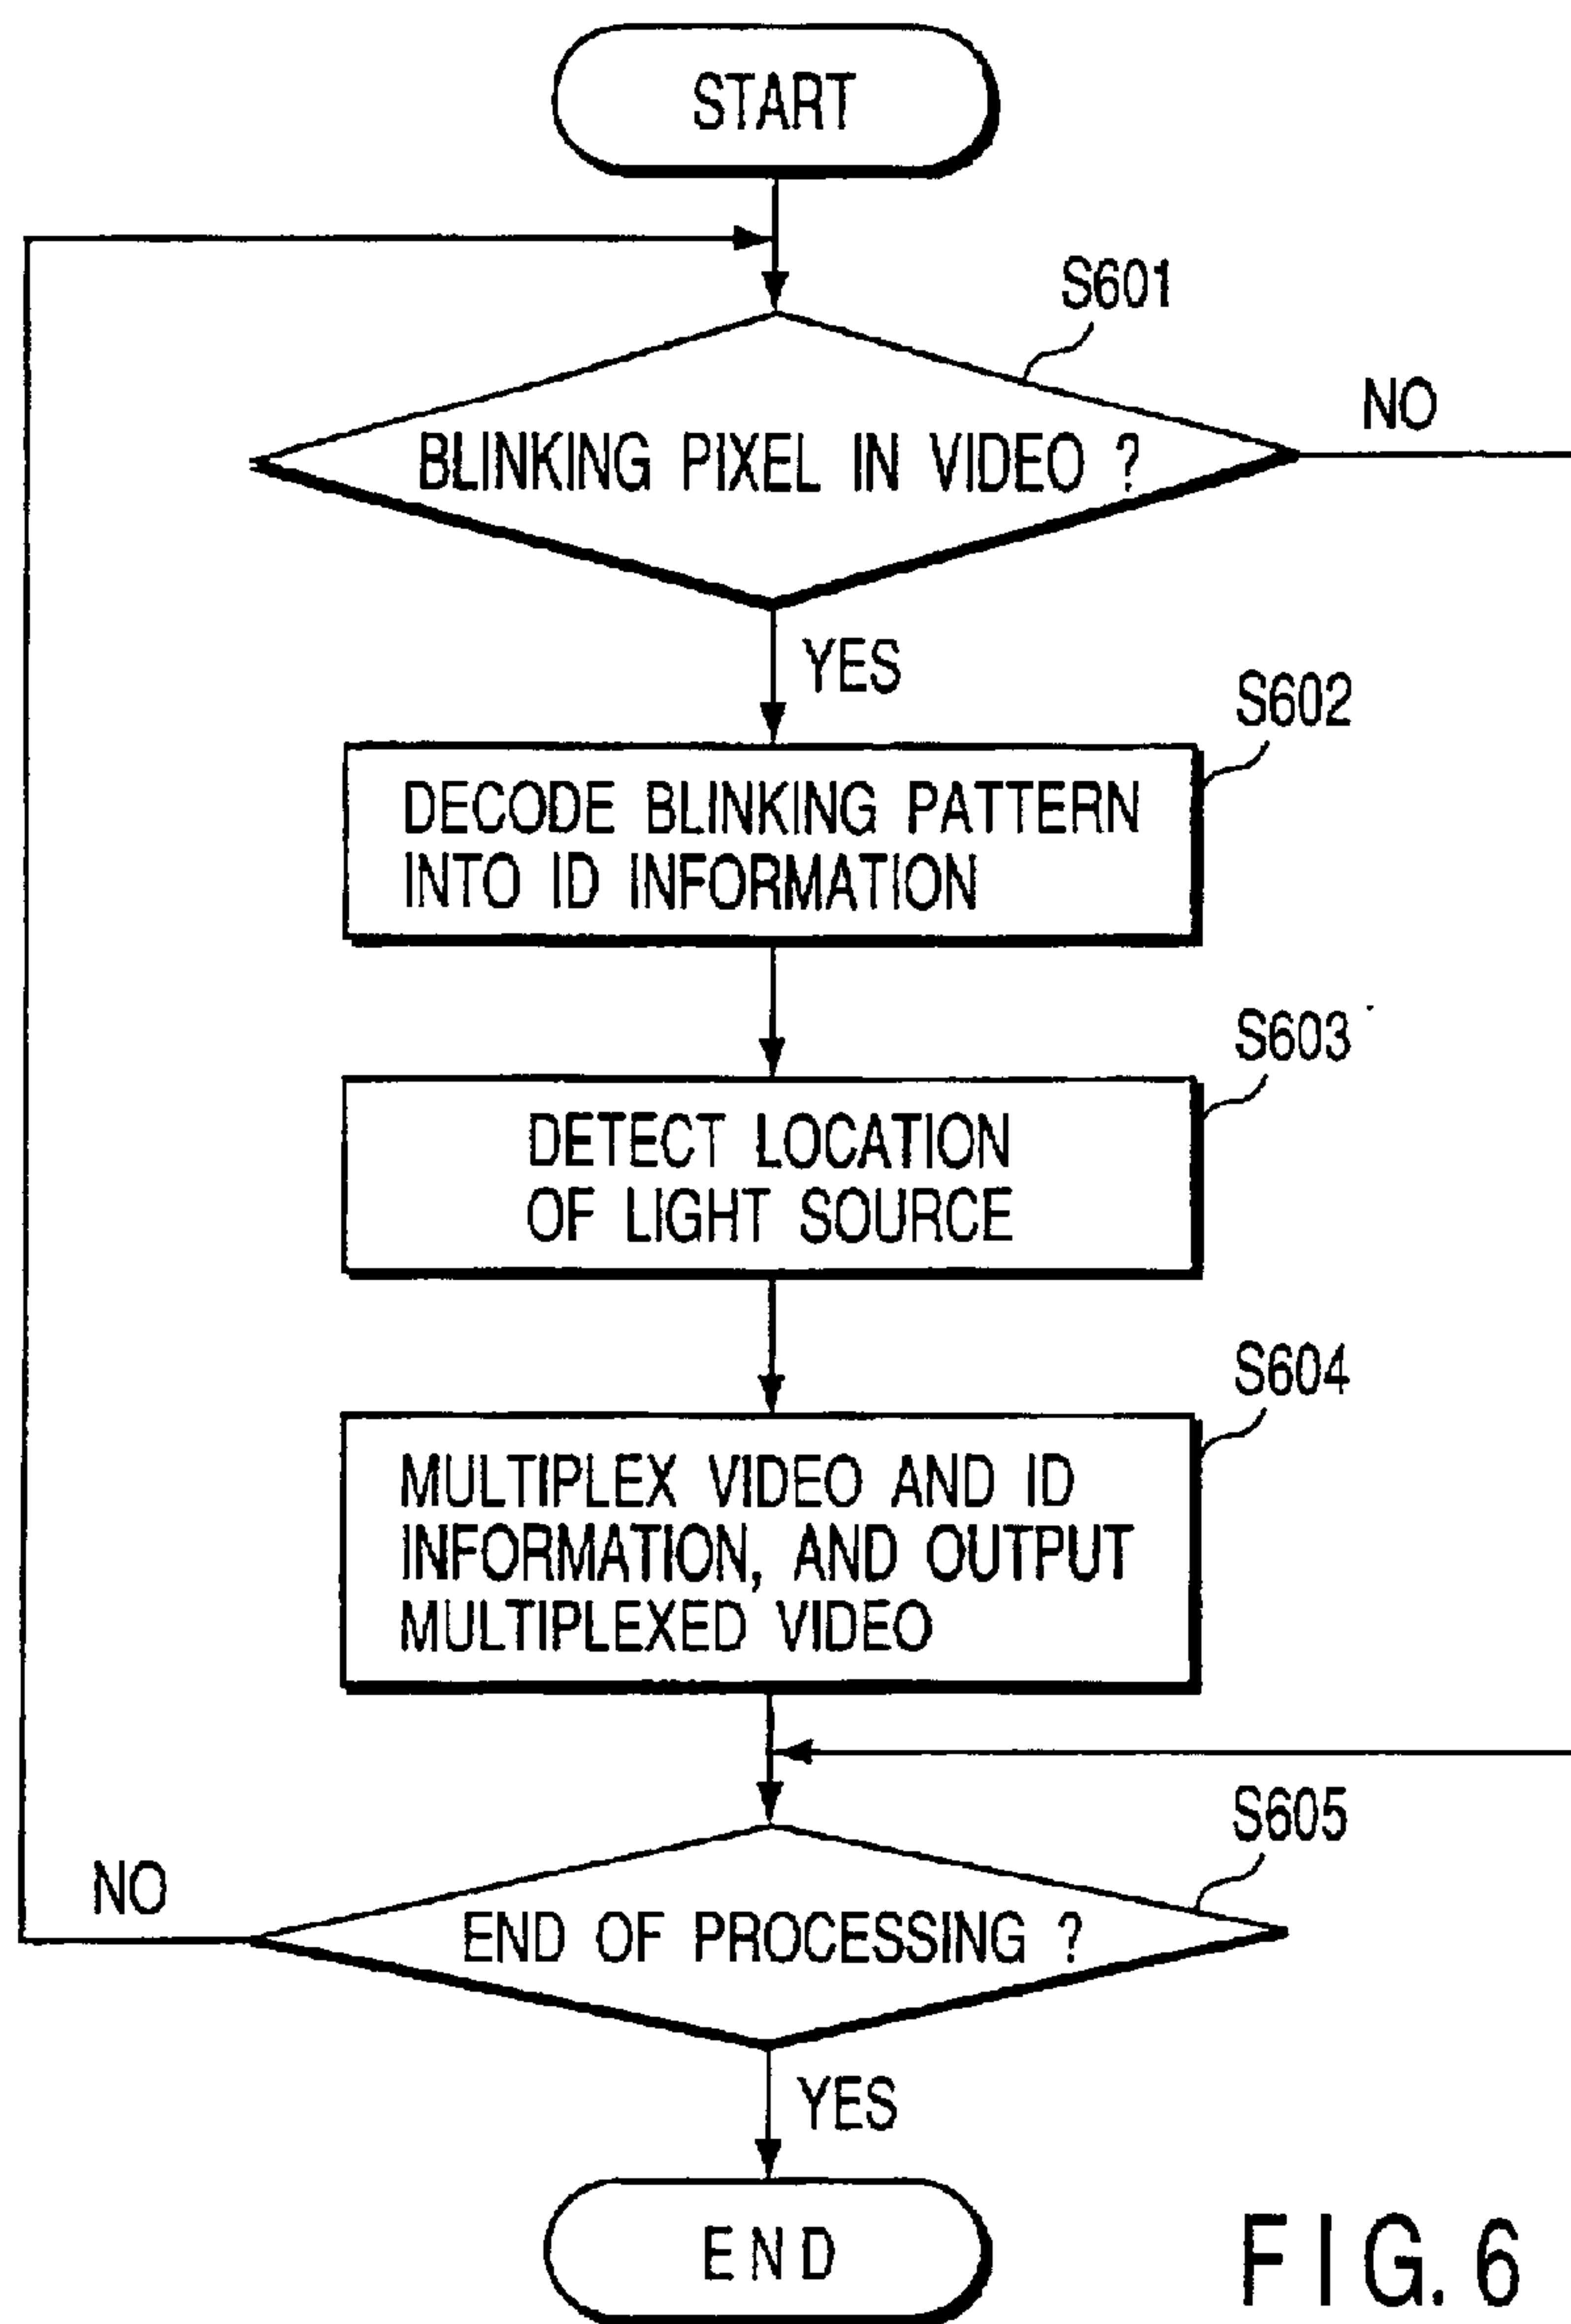 START
S601
BLINKING PIXEL IN VIDEO ?
NO
YES
S602
DECODE BLINKING PATTERN
INTO ID INFORMATION
S603
DETECT LOCATION
OF LIGHT SOURCE
S604
MULTIPLEX VIDEO AND ID
INFORMATION, AND OUTPUT
MULTIPLEXED VIDEO
S605
NO
END OF PROCESSING ?
YES
END
FIG. 6